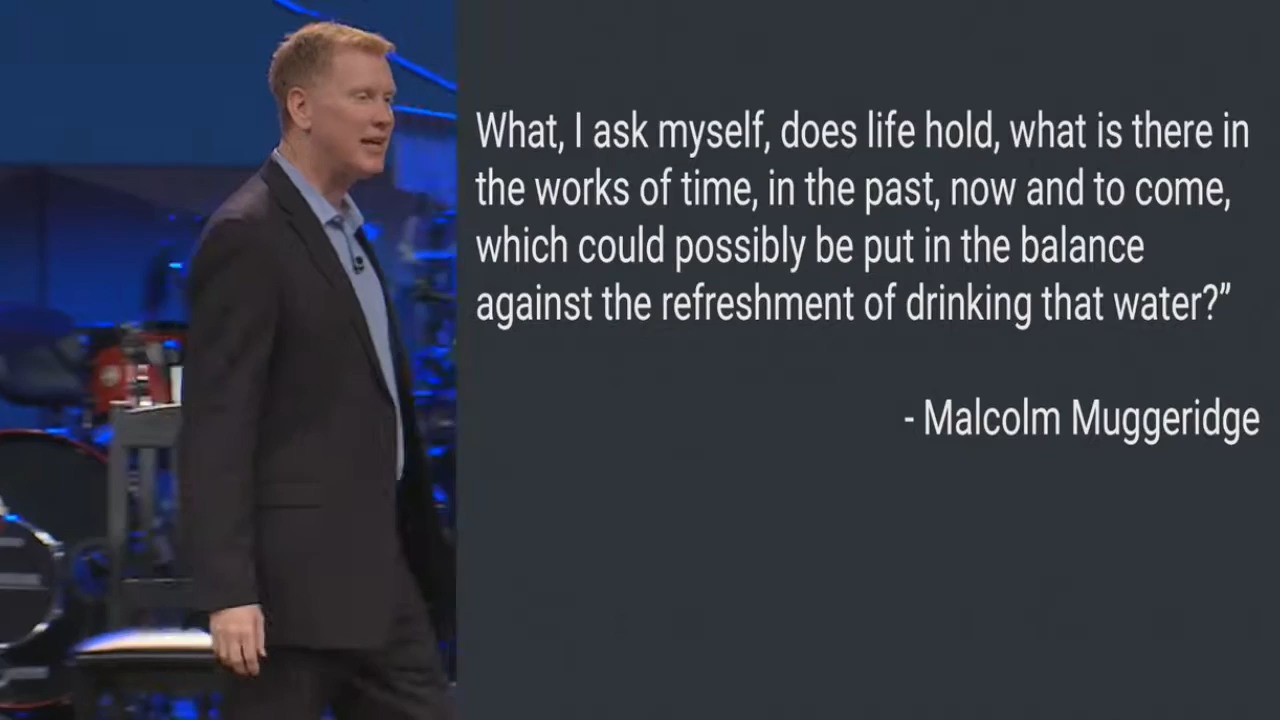 What, I ask myself, does life hold, what is there in
the works of time, in the past, now and to come,
which could possibly be put in the balance
against the refreshment of drinking that water?”
- Malcolm Muggeridge